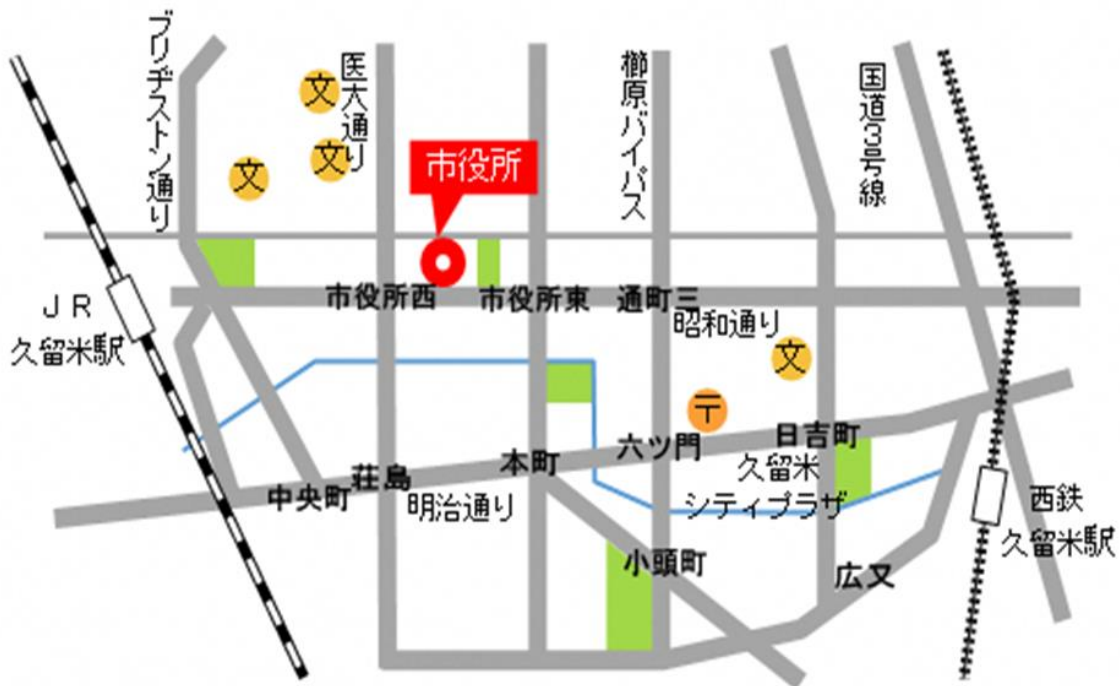 ブリヂストン通り
医大通り
櫛原バイパス
国道3号線
文
文
文
市役所
市役所西
市役所東
通町三
昭和通り
JR
久留米駅
文
〒
日吉町
六ツ門
本町
荘島
中央町
明治通り
久留米
シティプラザ
西鉄
久留米駅
小頭町
広又